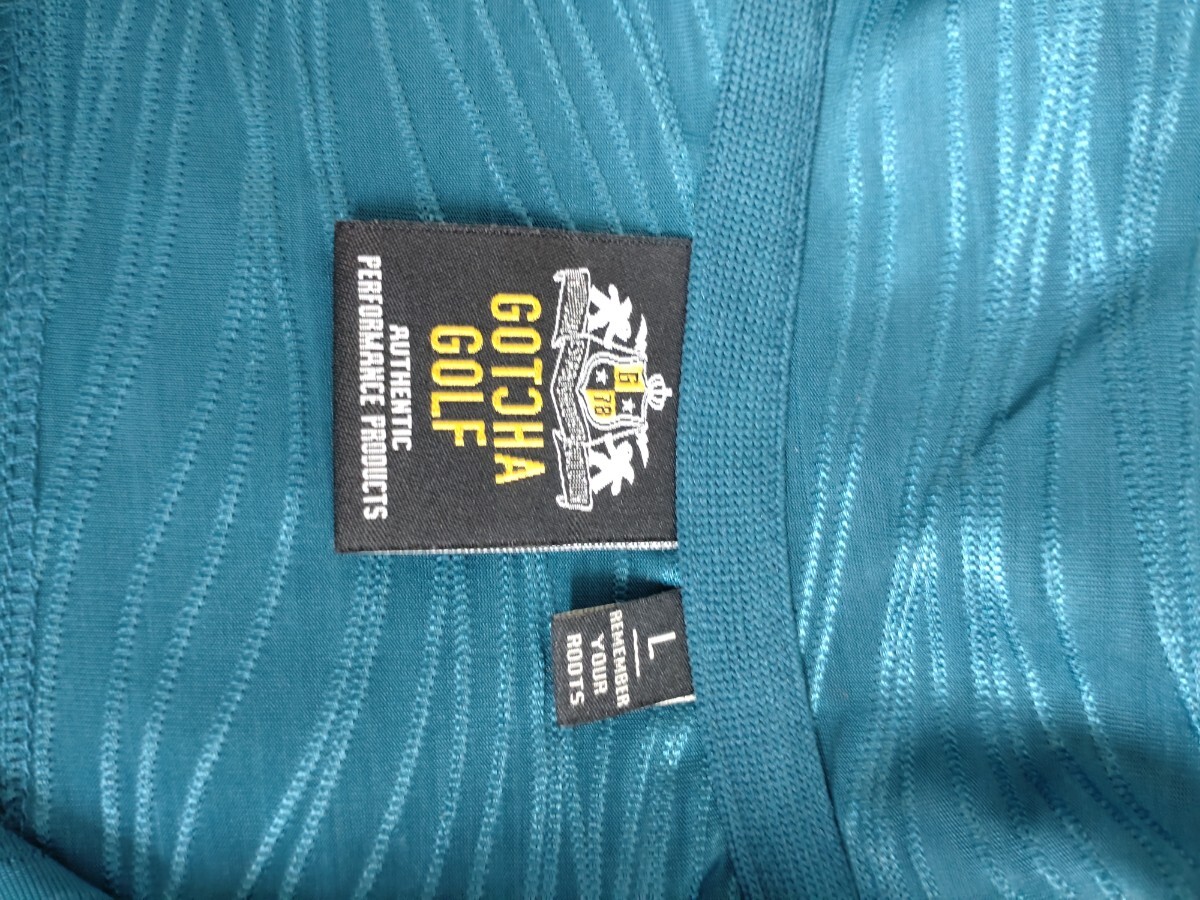 G
78
GOTCHA
GOLF
AUTHENTIC
PERFORMANCE PRODUCTS
L
REMEMBER
YOUR
ROOTS